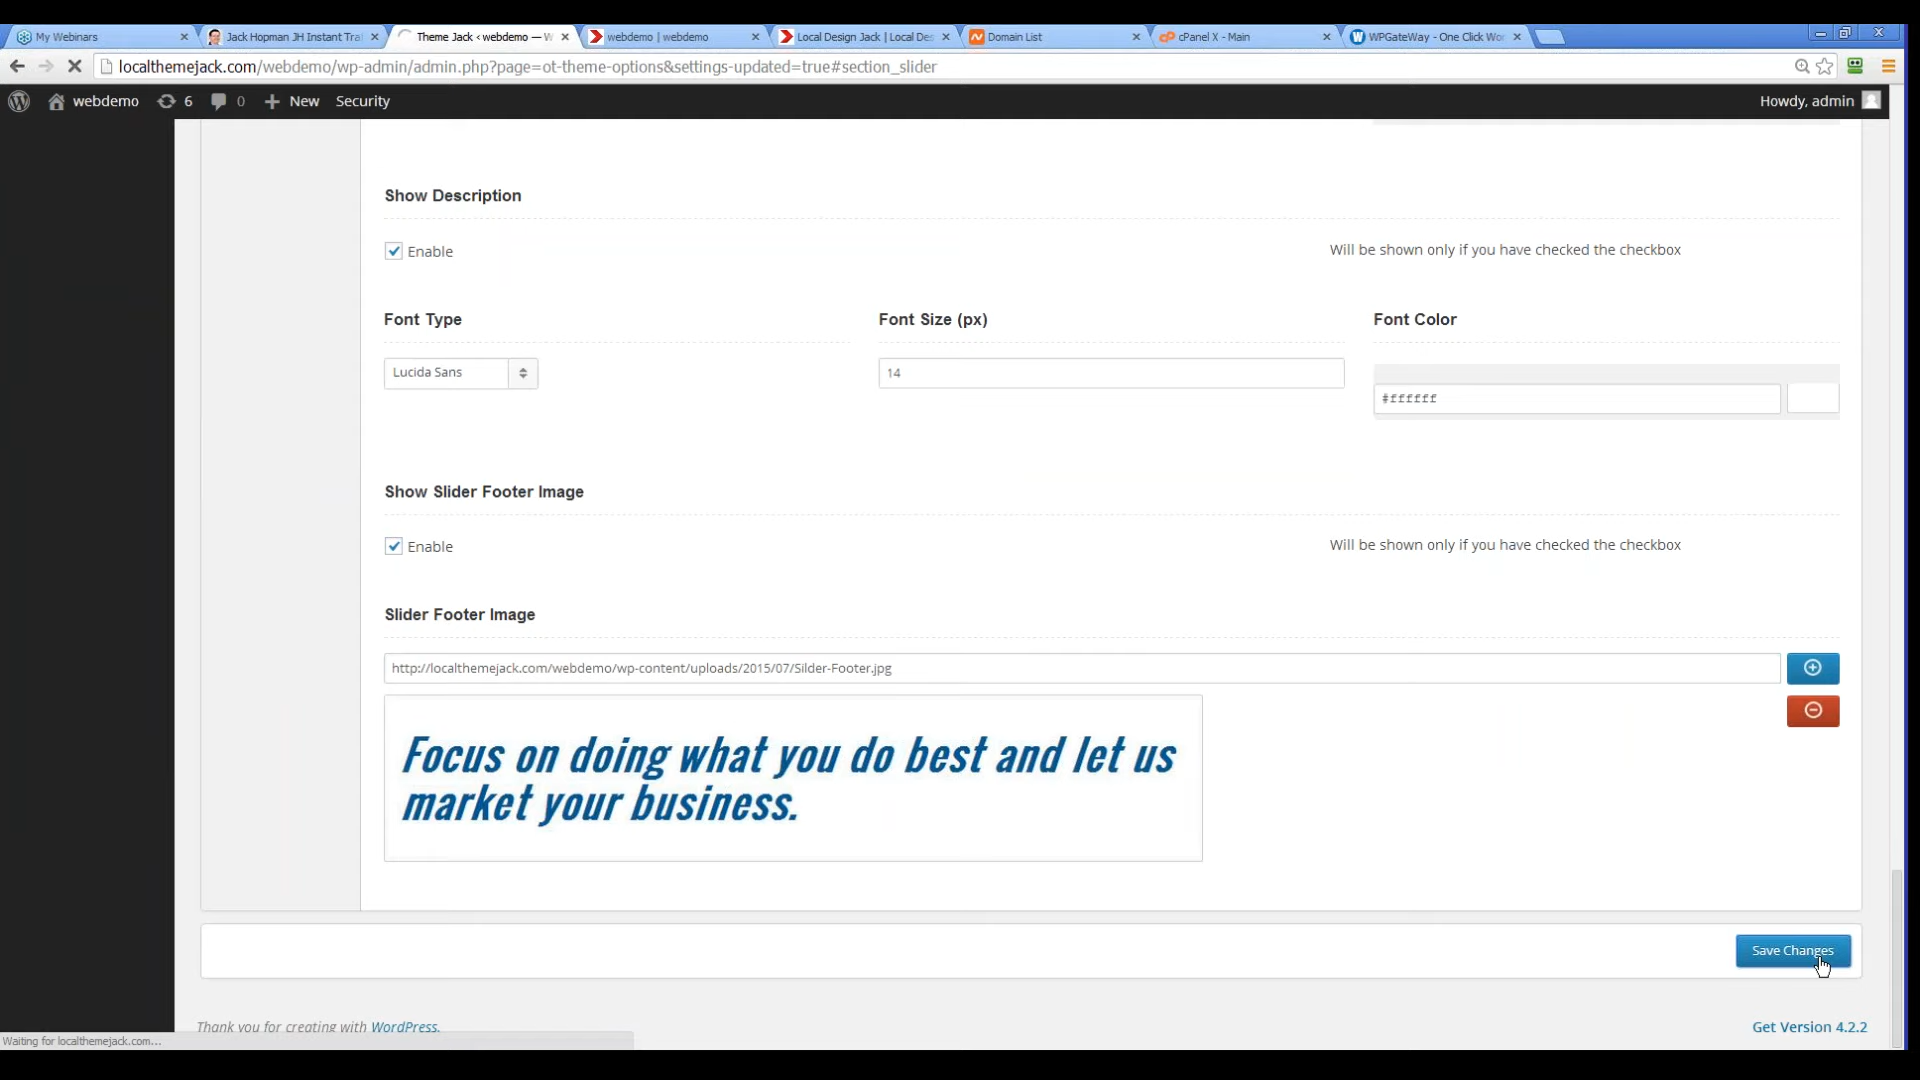 My Webinars
Jack Hopman JH Instant Tra
Theme Jack ‹ webdemo — W
webdemo | webdemo
Local Design Jack | Local Des
Domain List
cPanel X - Main
WPGateWay - One Click Wor
localthemejack.com/webdemo/wp-admin/admin.php?page=ot-theme-options&settings-updated=true#section_slider
webdemo 6 0 New Security Howdy, admin
Show Description
Enable Will be shown only if you have checked the checkbox
Font Type Font Size (px) Font Color
Lucida Sans 14
#ffffff
Show Slider Footer Image
Enable Will be shown only if you have checked the checkbox
Slider Footer Image
http://localthemejack.com/webdemo/wp-content/uploads/2015/07/Silder-Footer.jpg
Focus on doing what you do best and let us
market your business.
Save Changes
Thank you for creating with WordPress. Get Version 4.2.2
Waiting for localthemejack.com...